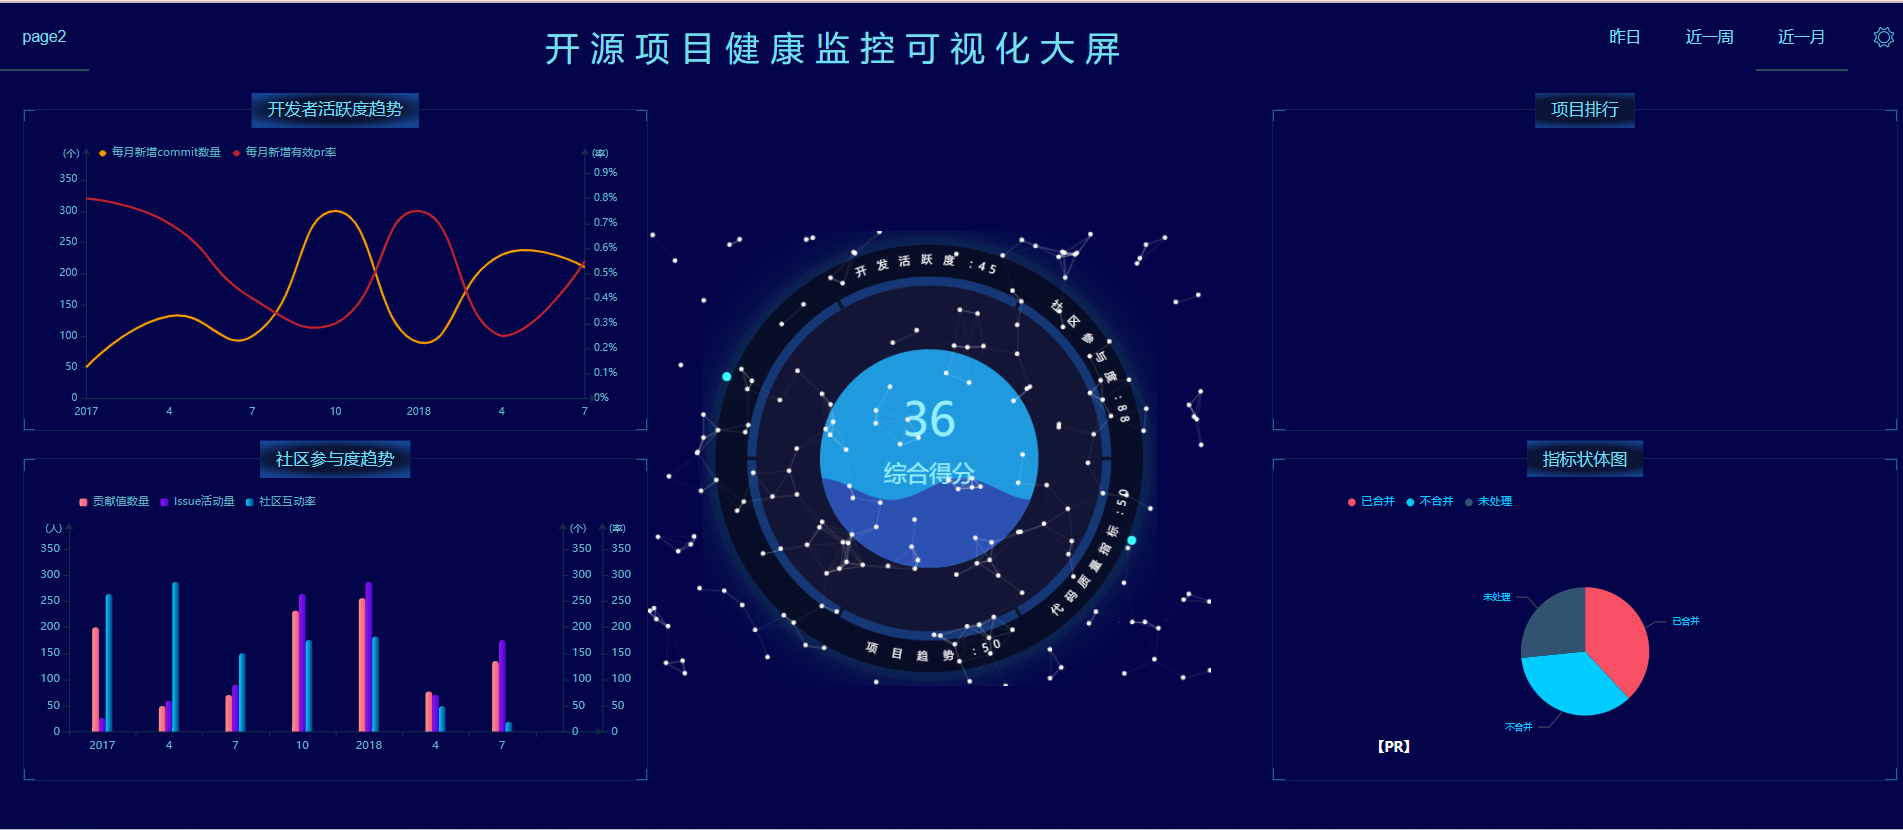 page2
开源项目健康监控可视化大屏
昨日 近一周 近一月
开发者活跃度趋势
(个) 每月新增commit数量 每月新增有效pr率 (率)
350
300
250
200
150
100
50
0
0.9%
0.8%
0.7%
0.6%
0.5%
0.4%
0.3%
0.2%
0.1%
0%
2017 4 7 10 2018 4 7
社区参与度趋势
贡献值数量 Issue活动量 社区互动率
(人) (个) (率)
350 350 350
300 300 300
250 250 250
200 200 200
150 150 150
100 100 100
50 50 50
0 0 0
2017 4 7 10 2018 4 7
开发活跃度:45
社区参与度:88
36
综合得分
代码质量指标:50
项目趋势:50
项目排行
指标状体图
已合并 不合并 未处理
未处理
已合并
不合并
【PR】